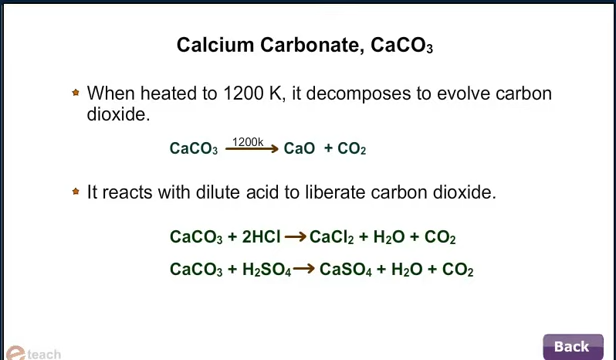 Calcium Carbonate, CaCO₃
When heated to 1200 K, it decomposes to evolve carbon
dioxide.
CaCO₃ 1200k → CaO + CO₂
It reacts with dilute acid to liberate carbon dioxide.
CaCO₃ + 2HCl → CaCl₂ + H₂O + CO₂
CaCO₃ + H₂SO₄ → CaSO₄ + H₂O + CO₂
Back
e teach